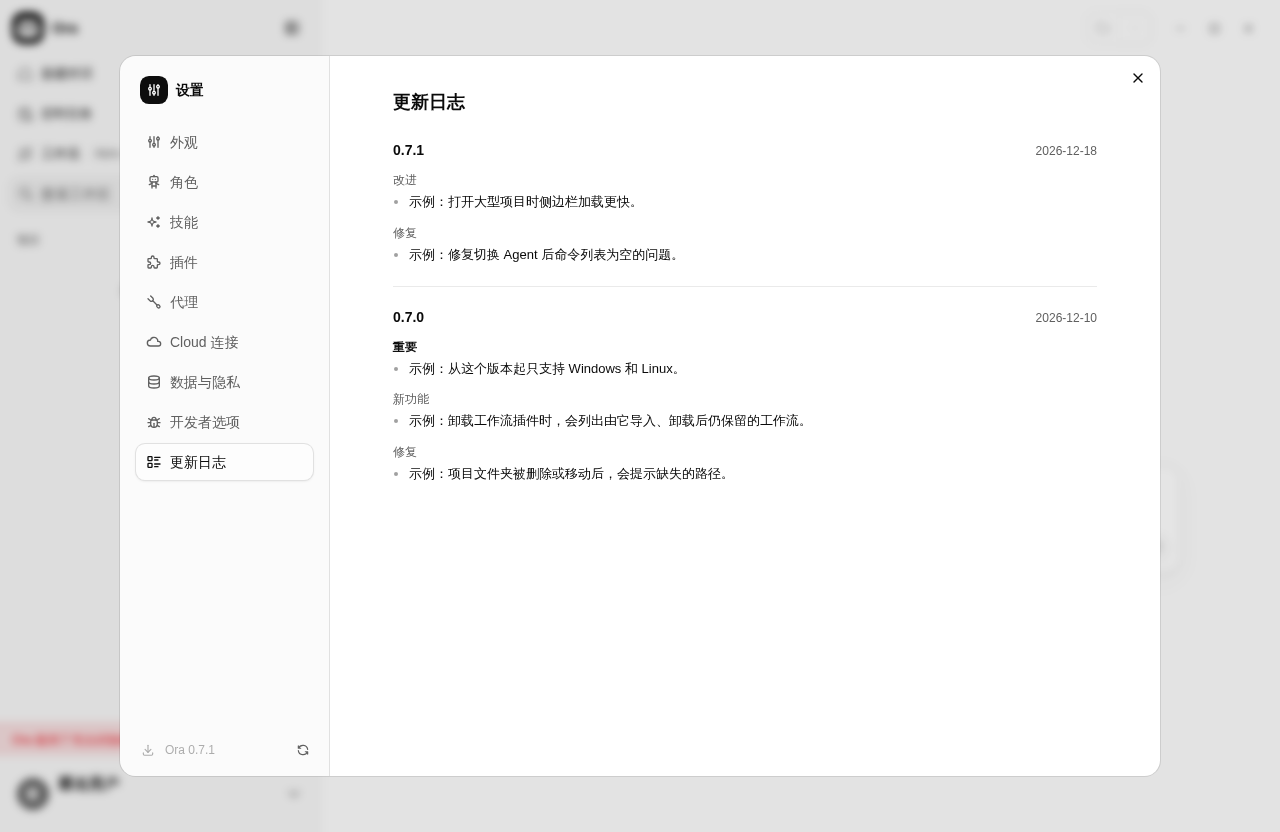 Ora
设置
外观
角色
技能
插件
代理
Cloud 连接
数据与隐私
开发者选项
更新日志
Ora 0.7.1
更新日志
0.7.1 2026-12-18
改进
示例：打开大型项目时侧边栏加载更快。
修复
示例：修复切换 Agent 后命令列表为空的问题。
0.7.0 2026-12-10
重要
示例：从这个版本起只支持 Windows 和 Linux。
新功能
示例：卸载工作流插件时，会列出由它导入、卸载后仍保留的工作流。
修复
示例：项目文件夹被删除或移动后，会提示缺失的路径。